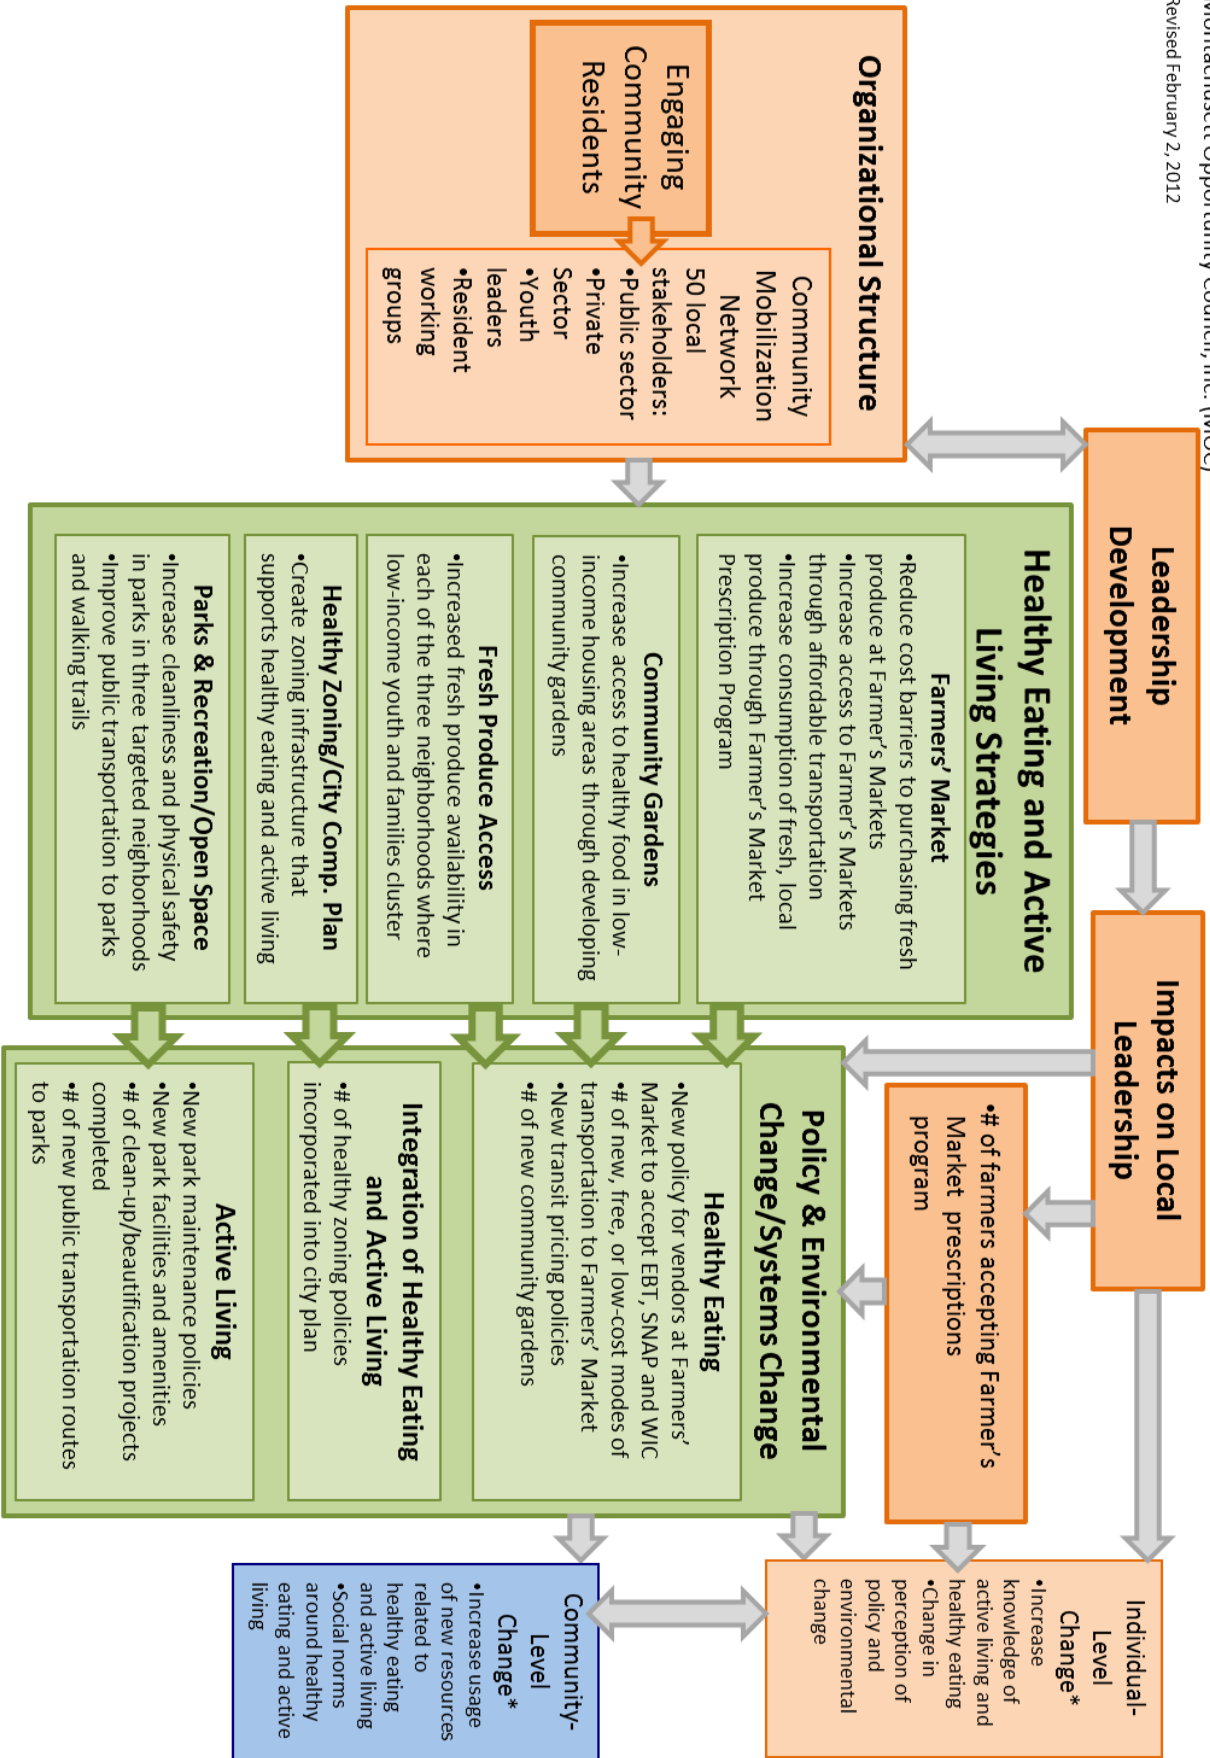 Montachusett Opportunity Council, Inc. (MOC)
Revised February 2, 2012
Leadership
Development
Impacts on Local
Leadership
Organizational Structure
Engaging
Community
Residents
Community
Mobilization
Network
50 local
stakeholders:
•Public sector
•Private
Sector
•Youth
leaders
•Resident
working
groups
Healthy Eating and Active
Living Strategies
Farmers’ Market
•Reduce cost barriers to purchasing fresh
produce at Farmer’s Markets
•Increase access to Farmer’s Markets
through affordable transportation
•Increase consumption of fresh, local
produce through Farmer’s Market
Prescription Program
Community Gardens
•Increase access to healthy food in low-
income housing areas through developing
community gardens
Fresh Produce Access
•Increased fresh produce availability in
each of the three neighborhoods where
low-income youth and families cluster
Healthy Zoning/City Comp. Plan
•Create zoning infrastructure that
supports healthy eating and active living
Parks & Recreation/Open Space
•Increase cleanliness and physical safety
in parks in three targeted neighborhoods
•Improve public transportation to parks
and walking trails
•# of farmers accepting Farmer’s
Market prescriptions
program
Policy & Environmental
Change/Systems Change
Healthy Eating
•New policy for vendors at Farmers’
Market to accept EBT, SNAP and WIC
•# of new, free, or low-cost modes of
transportation to Farmers’ Market
•New transit pricing policies
•# of new community gardens
Integration of Healthy Eating
and Active Living
•# of healthy zoning policies
incorporated into city plan
Active Living
•New park maintenance policies
•New park facilities and amenities
•# of clean-up/beautification projects
completed
•# of new public transportation routes
to parks
Individual-
Level
Change*
•Increase
knowledge of
active living and
healthy eating
•Change in
perception of
policy and
environmental
change
Community-
Level
Change*
•Increase usage
of new resources
related to
healthy eating
and active living
•Social norms
around healthy
eating and active
living